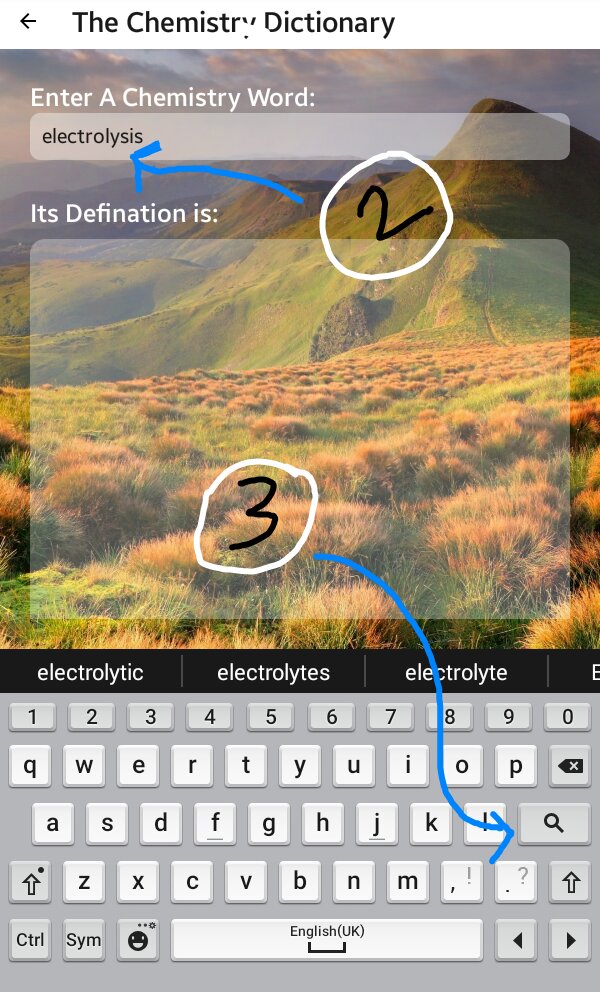 The Chemistry Dictionary
Enter A Chemistry Word:
electrolysis
2
Its Defination is:
3
electrolytic electrolytes electrolyte E
1 2 3 4 5 6 7 8 9 0
q w e r t y u i o p
a s d f g h j k l
z x c v b n m , ! . ?
Ctrl Sym English(UK)